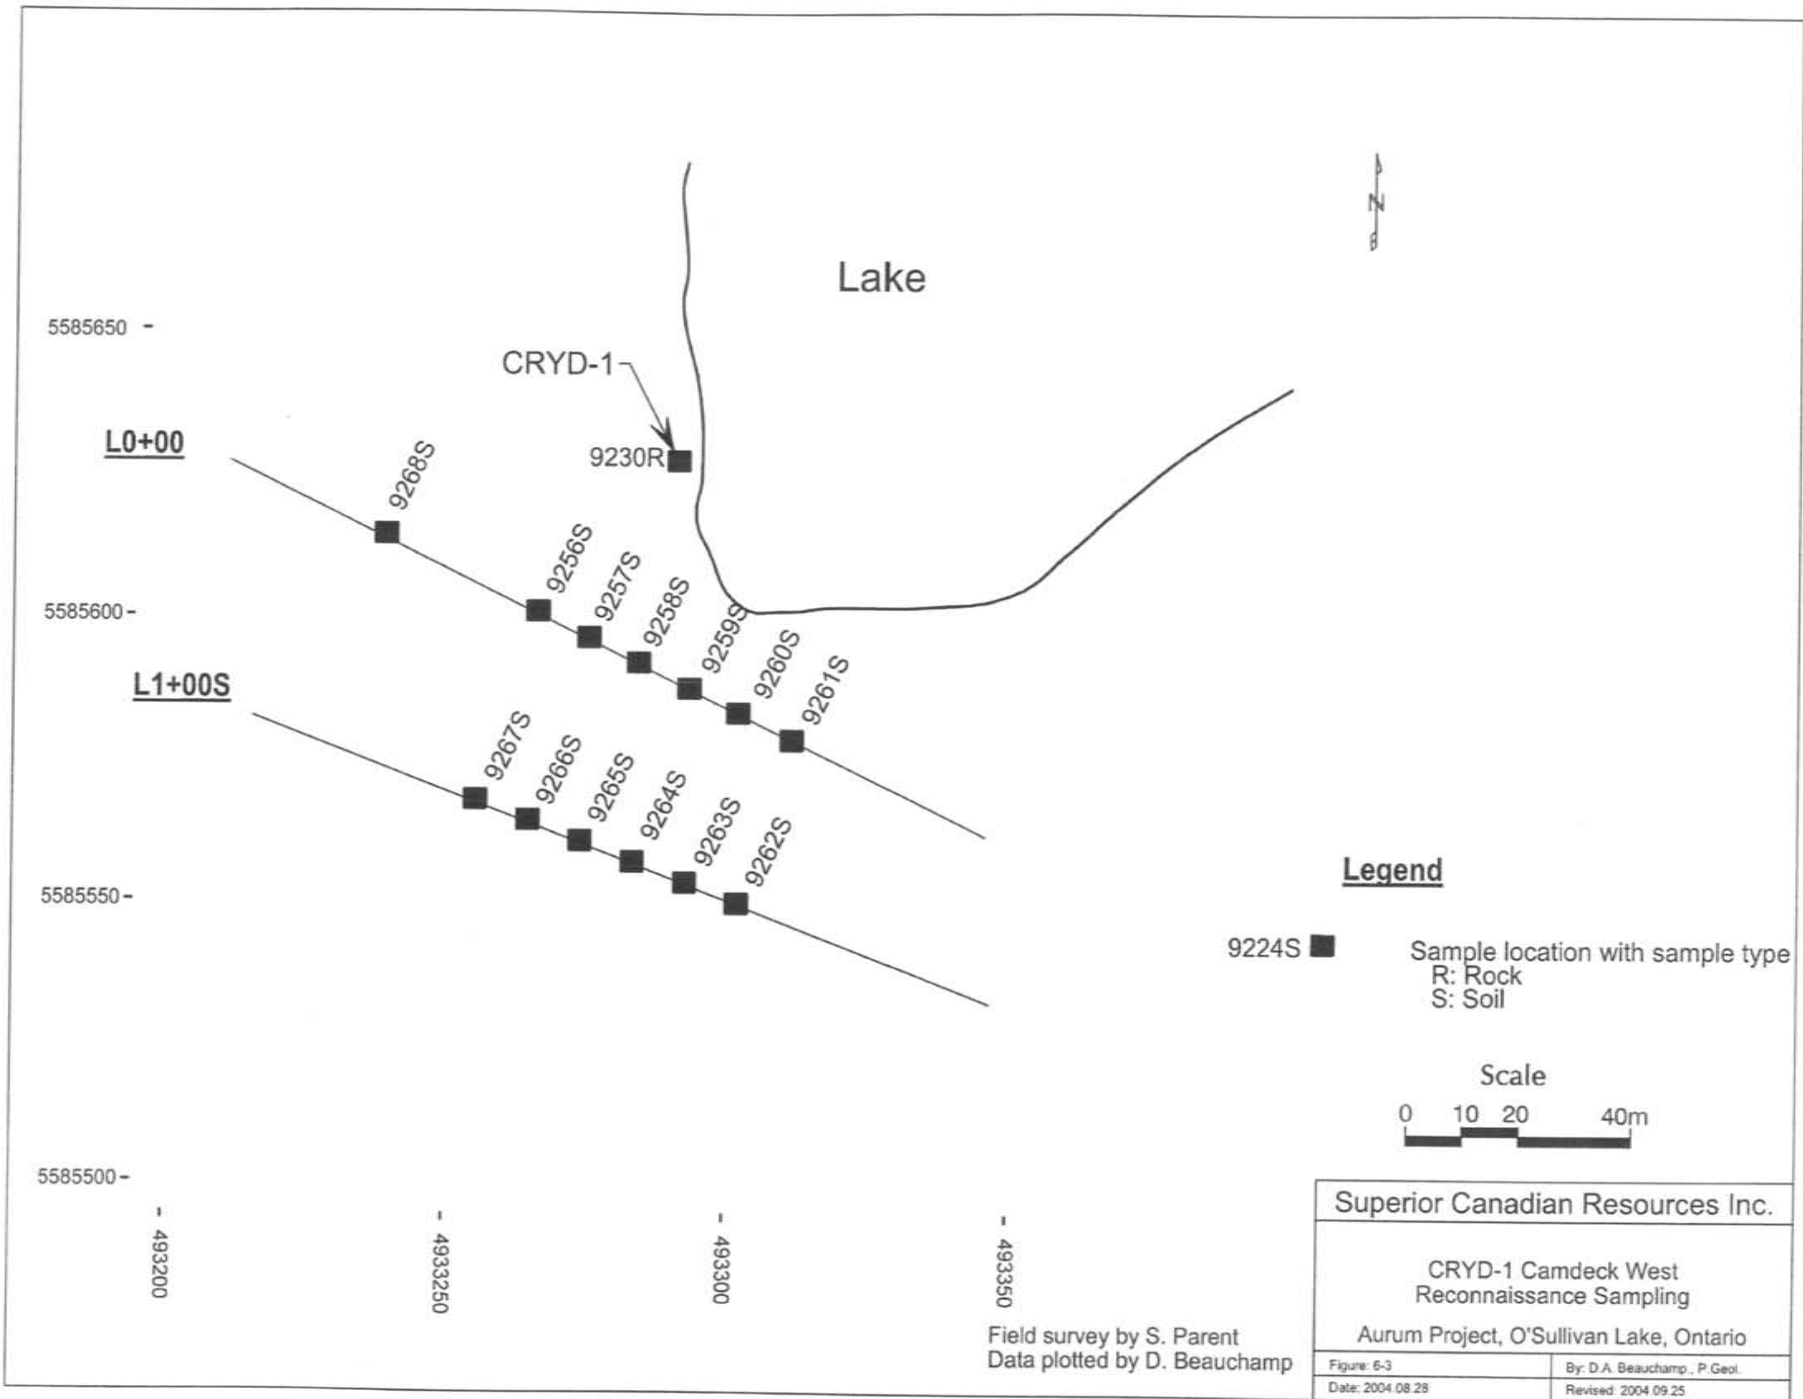 Lake
N
5585650
CRYD-1
L0+00
9230R
9268S
9256S
9257S
9258S
9259S
9260S
9261S
5585600
L1+00S
9267S
9266S
9265S
9264S
9263S
9262S
5585550
Legend
9224S
Sample location with sample type
R: Rock
S: Soil
Scale
0 10 20 40m
5585500
493200
493250
493300
493350
Superior Canadian Resources Inc.
CRYD-1 Camdeck West
Reconnaissance Sampling
Aurum Project, O'Sullivan Lake, Ontario
Field survey by S. Parent
Data plotted by D. Beauchamp
Figure: 6-3
By: D.A. Beauchamp., P.Geol.
Date: 2004.08.28
Revised: 2004.09.25